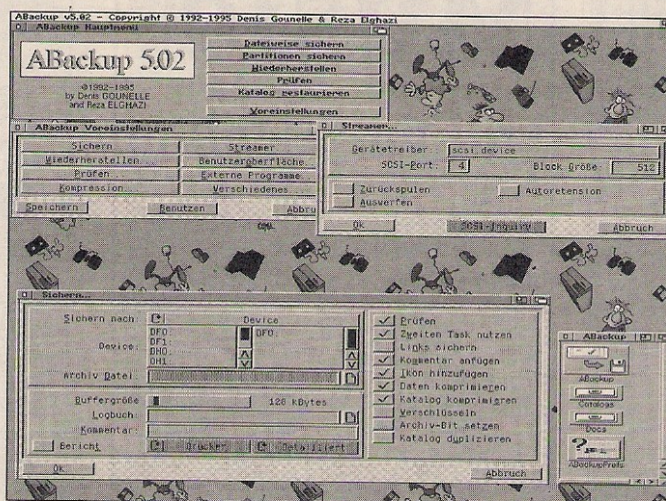 ABackup v5.02 - Copyright © 1992-1995 Denis Gounelle & Reza Elghazi
ABackup Hauptmenü
ABackup 5.02
©1992-1995
by Denis GOUNELLE
and Reza ELGHAZI
Dateiweise sichern
Partitionen sichern
Wiederherstellen
Prüfen
Katalog restaurieren
Voreinstellungen
ABackup Voreinstellungen
Sichern
Streamer
Wiederherstellen...
Benutzeroberfläche
Prüfen
Externe Programme
Kompression...
Verschiedenes...
Speichern
Benutzen
Abbru
Streamer...
Gerätetreiber: scsi.device
SCSI-Port: 4
Block Größe: 512
Zurückspulen
Autoretension
Auswerfen
Ok
SCSI-Inquiry
Abbruch
Sichern...
Sichern nach:
Device
Device:
DF0:
DF1:
DH0:
DH1:
DF0:
Archiv Datei:
Buffergröße
128 kBytes
Logbuch:
Kommentar:
Bericht
Drucker
Detailliert
Prüfen
Zweiten Task nutzen
Links sichern
Kommentar anfügen
Ikon hinzufügen
Daten komprimieren
Katalog komprimieren
Verschlüsseln
Archiv-Bit setzen
Katalog duplizieren
Ok
Abbruch
ABackup
ABackup
Catalogs
Docs
ABackupPrefs